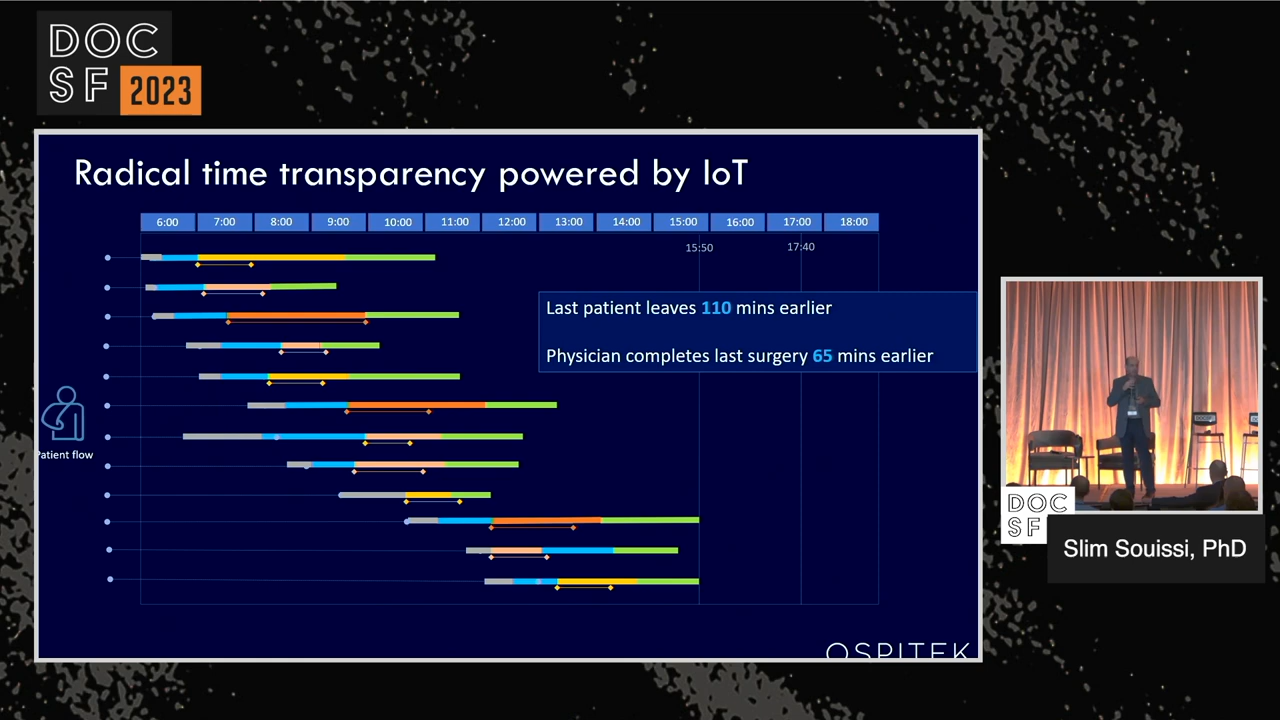 DOC
SF 2023
Radical time transparency powered by IoT
6:00 7:00 8:00 9:00 10:00 11:00 12:00 13:00 14:00 15:00 16:00 17:00 18:00
15:50 17:40
Last patient leaves 110 mins earlier
Physician completes last surgery 65 mins earlier
Patient flow
OSPITEK
DOC
SF
Slim Souissi, PhD